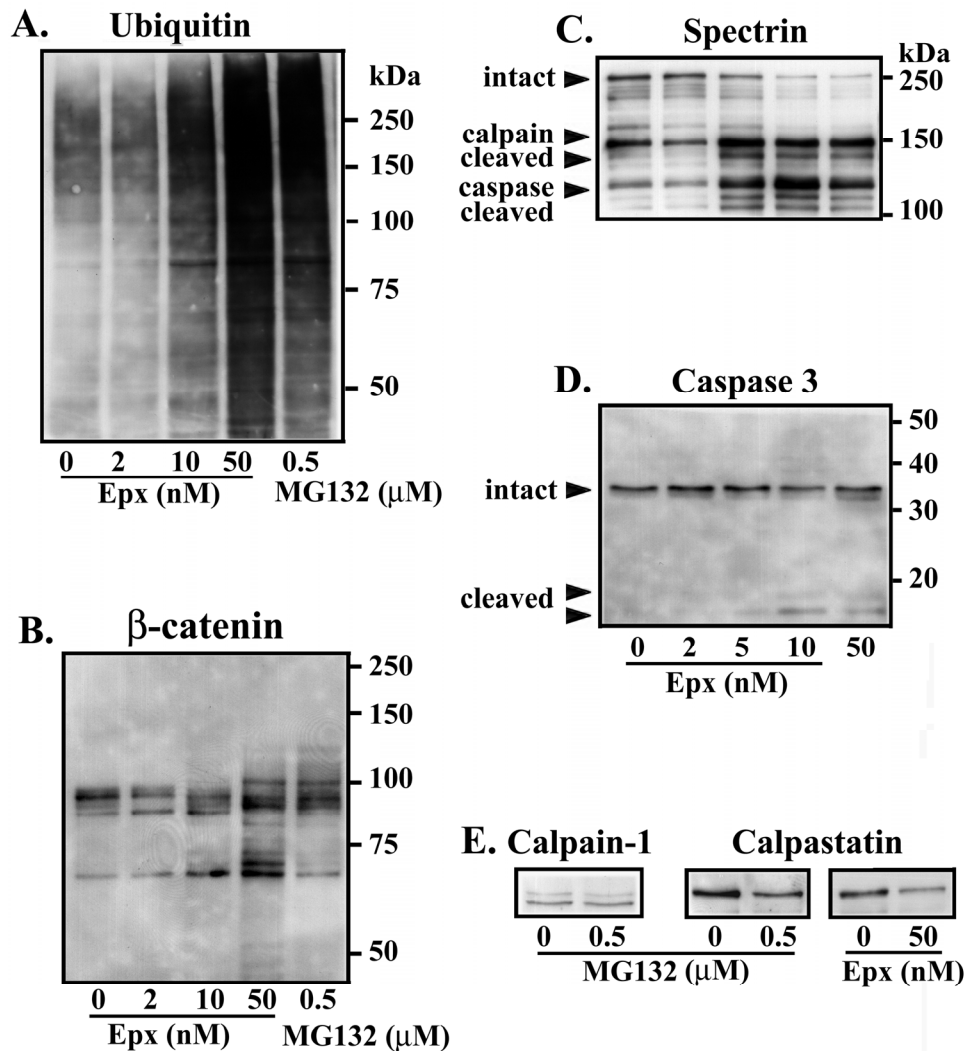 A. Ubiquitin
kDa
250
150
100
75
50
0 2 10 50 0.5
Epx (nM) MG132 (μM)
B. β-catenin
250
150
100
75
50
0 2 10 50 0.5
Epx (nM) MG132 (μM)
C. Spectrin
kDa
intact
calpain
cleaved
caspase
cleaved
250
150
100
D. Caspase 3
intact
cleaved
50
40
30
20
0 2 5 10 50
Epx (nM)
E. Calpain-1 Calpastatin
0 0.5 0 0.5 0 50
MG132 (μM) Epx (nM)